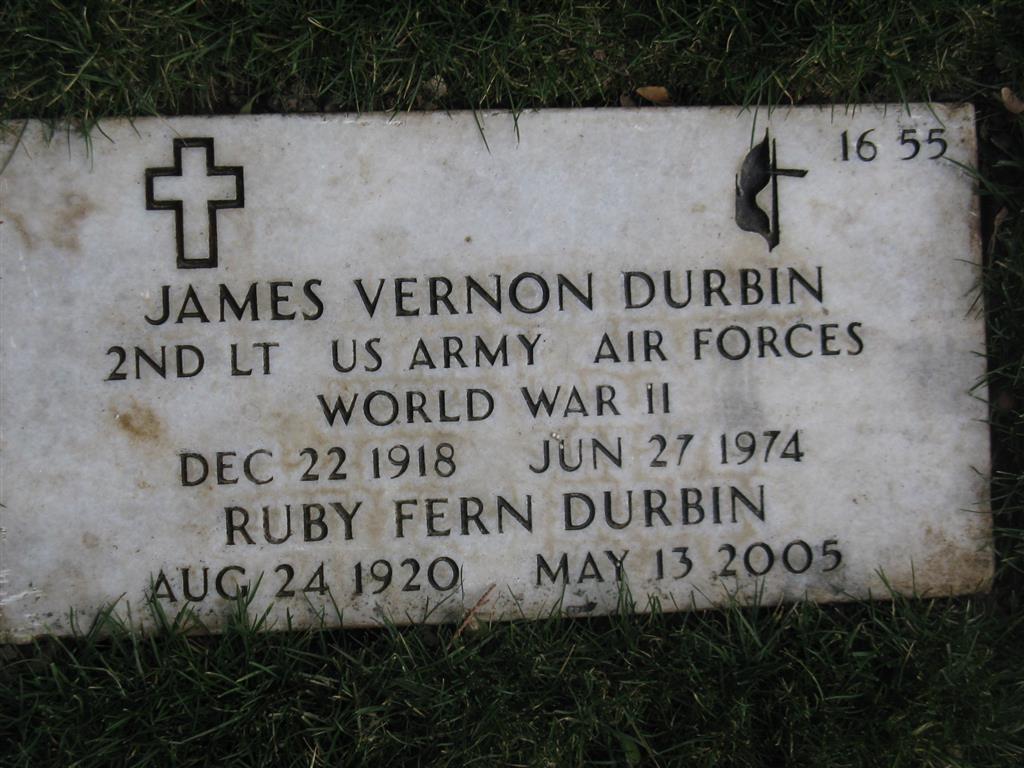 16 55
JAMES VERNON DURBIN
2ND LT US ARMY AIR FORCES
WORLD WAR II
DEC 22 1918 JUN 27 1974
RUBY FERN DURBIN
AUG 24 1920 MAY 13 2005